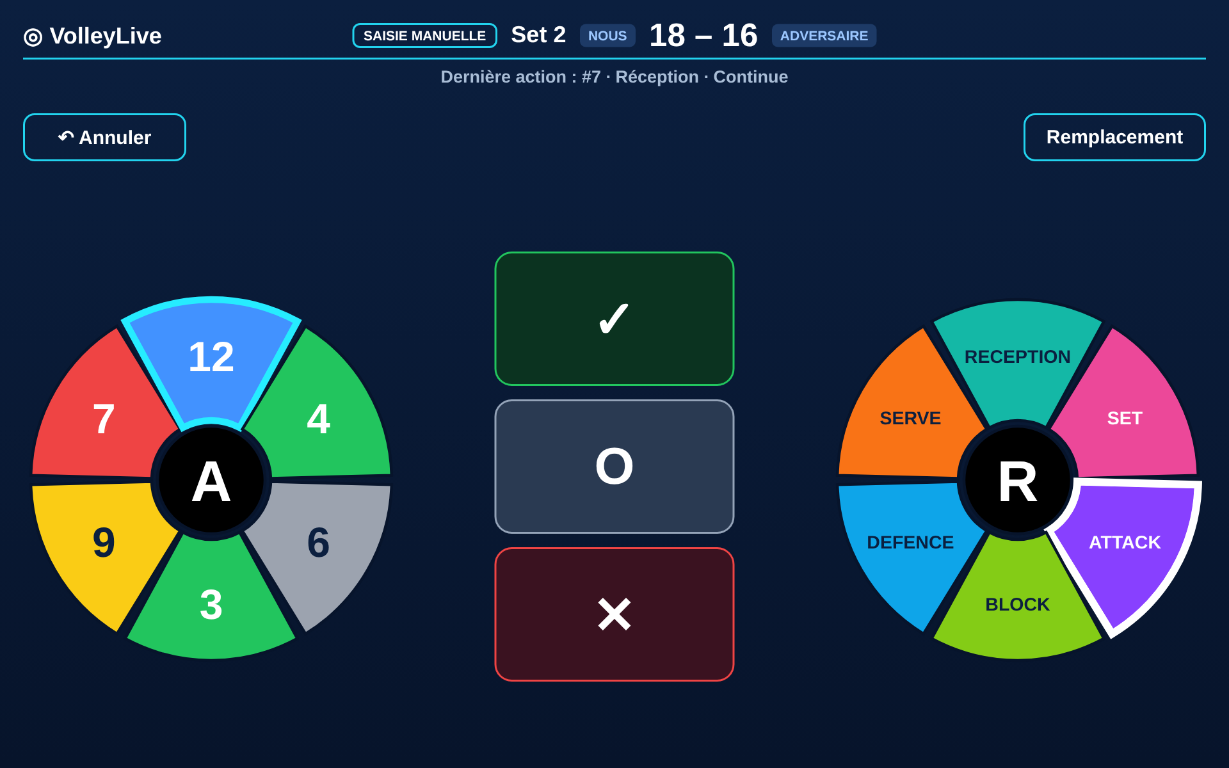 ◎ VolleyLive
SAISIE MANUELLE Set 2 NOUS 18 – 16 ADVERSAIRE
Dernière action : #7 · Réception · Continue
↶ Annuler
Remplacement
12
7
4
A
9
6
3
✓
O
✕
RECEPTION
SERVE
SET
R
DEFENCE
ATTACK
BLOCK